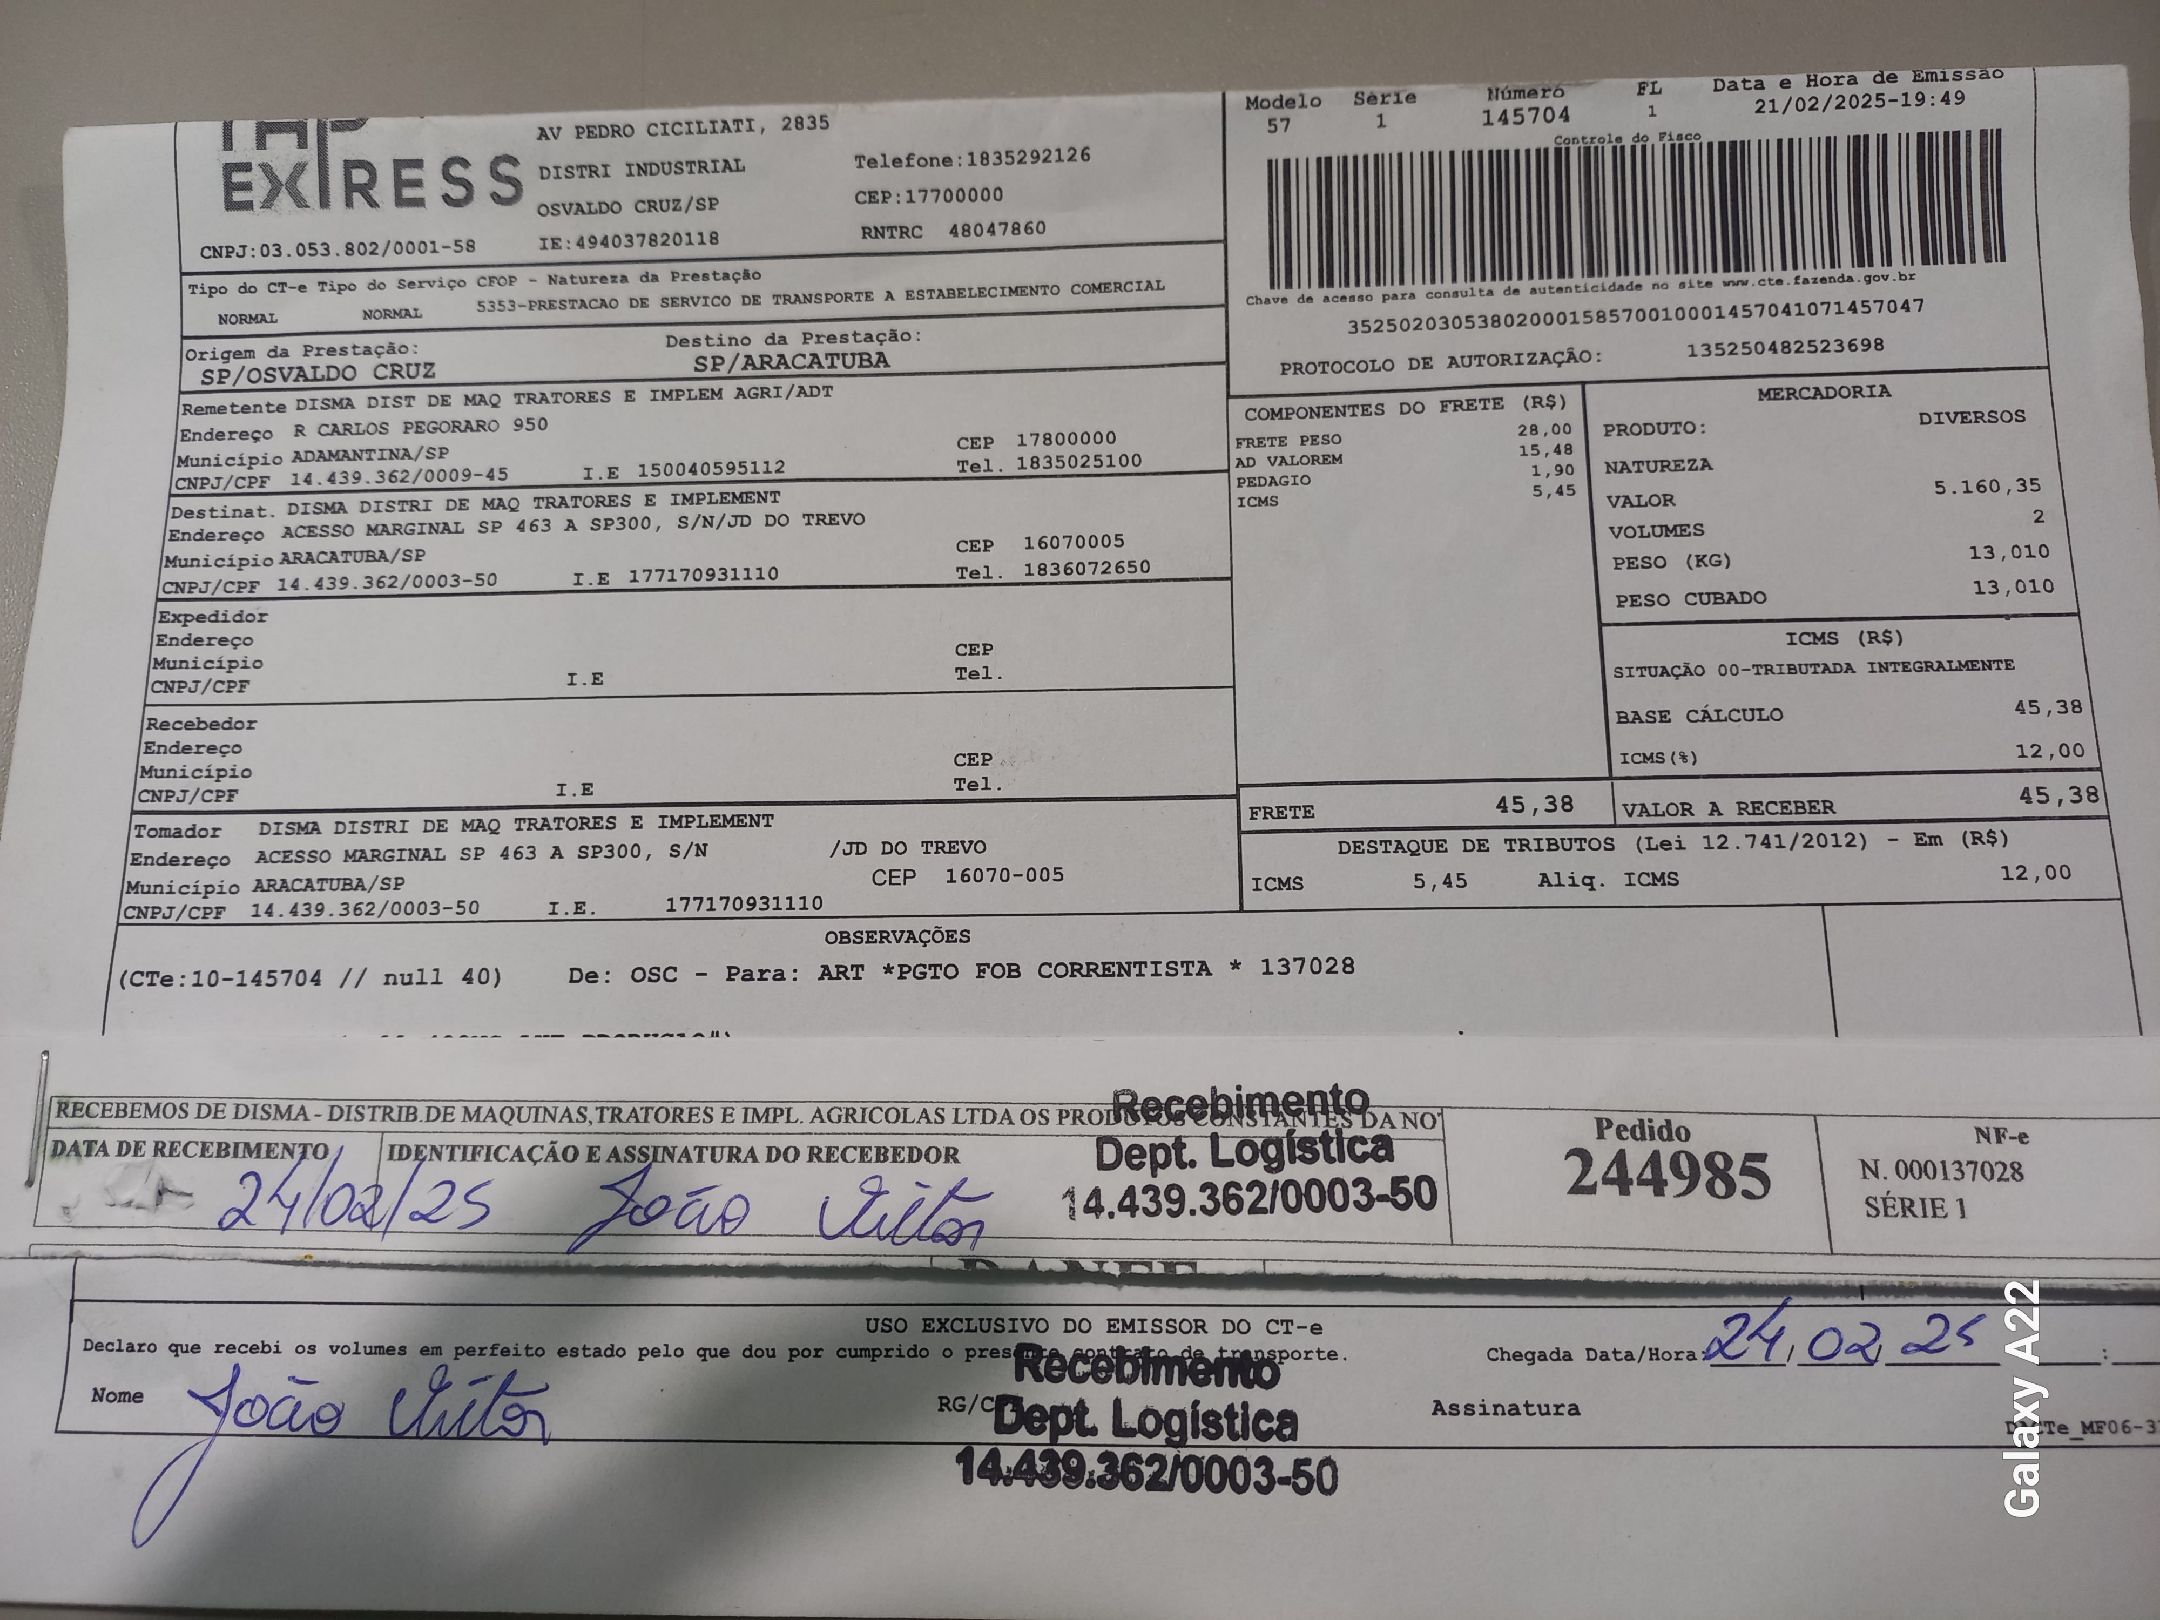 EXPRESS
AV PEDRO CICILIATI, 2835
DISTRI INDUSTRIAL
Telefone:1835292126
OSVALDO CRUZ/SP
CEP:17700000
CNPJ:03.053.802/0001-58
IE:494037820118
RNTRC 48047860
Modelo Série Número FL Data e Hora de Emissão
57 1 145704 1 21/02/2025-19:49
Controle do Fisco
Chave de acesso para consulta de autenticidade no site www.cte.fazenda.gov.br
35250203053802000158570010001457041071457047
PROTOCOLO DE AUTORIZAÇÃO: 135250482523698
Tipo do CT-e Tipo do Serviço CFOP - Natureza da Prestação
NORMAL NORMAL 5353-PRESTACAO DE SERVICO DE TRANSPORTE A ESTABELECIMENTO COMERCIAL
Origem da Prestação: Destino da Prestação:
SP/OSVALDO CRUZ SP/ARACATUBA
Remetente DISMA DIST DE MAQ TRATORES E IMPLEM AGRI/ADT
Endereço R CARLOS PEGORARO 950
Município ADAMANTINA/SP CEP 17800000
CNPJ/CPF 14.439.362/0009-45 I.E 150040595112 Tel. 1835025100
Destinat. DISMA DISTRI DE MAQ TRATORES E IMPLEMENT
Endereço ACESSO MARGINAL SP 463 A SP300, S/N/JD DO TREVO
Município ARACATUBA/SP CEP 16070005
CNPJ/CPF 14.439.362/0003-50 I.E 177170931110 Tel. 1836072650
Expedidor
Endereço
Município CEP
CNPJ/CPF I.E Tel.
Recebedor
Endereço
Município CEP
CNPJ/CPF I.E Tel.
Tomador DISMA DISTRI DE MAQ TRATORES E IMPLEMENT
Endereço ACESSO MARGINAL SP 463 A SP300, S/N /JD DO TREVO
Município ARACATUBA/SP CEP 16070-005
CNPJ/CPF 14.439.362/0003-50 I.E. 177170931110
COMPONENTES DO FRETE (R$)
FRETE PESO 28,00
AD VALOREM 15,48
PEDAGIO 1,90
ICMS 5,45
MERCADORIA
PRODUTO: DIVERSOS
NATUREZA
VALOR 5.160,35
VOLUMES 2
PESO (KG) 13,010
PESO CUBADO 13,010
ICMS (R$)
SITUAÇÃO 00-TRIBUTADA INTEGRALMENTE
BASE CÁLCULO 45,38
ICMS(%) 12,00
FRETE 45,38 VALOR A RECEBER 45,38
DESTAQUE DE TRIBUTOS (Lei 12.741/2012) - Em (R$)
ICMS 5,45 Aliq. ICMS 12,00
OBSERVAÇÕES
(CTe:10-145704 // null 40) De: OSC - Para: ART *PGTO FOB CORRENTISTA * 137028
RECEBEMOS DE DISMA - DISTRIB.DE MAQUINAS,TRATORES E IMPL. AGRICOLAS LTDA OS PRODUTOS CONSTANTES DA NO
DATA DE RECEBIMENTO IDENTIFICAÇÃO E ASSINATURA DO RECEBEDOR
24/02/25 João Vitor
Recebimento
Dept. Logística
14.439.362/0003-50
Pedido
244985
NF-e
N. 000137028
SÉRIE 1
DANFE
USO EXCLUSIVO DO EMISSOR DO CT-e
Declaro que recebi os volumes em perfeito estado pelo que dou por cumprido o presente contrato de transporte.
Chegada Data/Hora: 24,02,25 :
Nome João Vitor RG/C Assinatura
Recebimento
Dept. Logística
14.439.362/0003-50
Galaxy A22